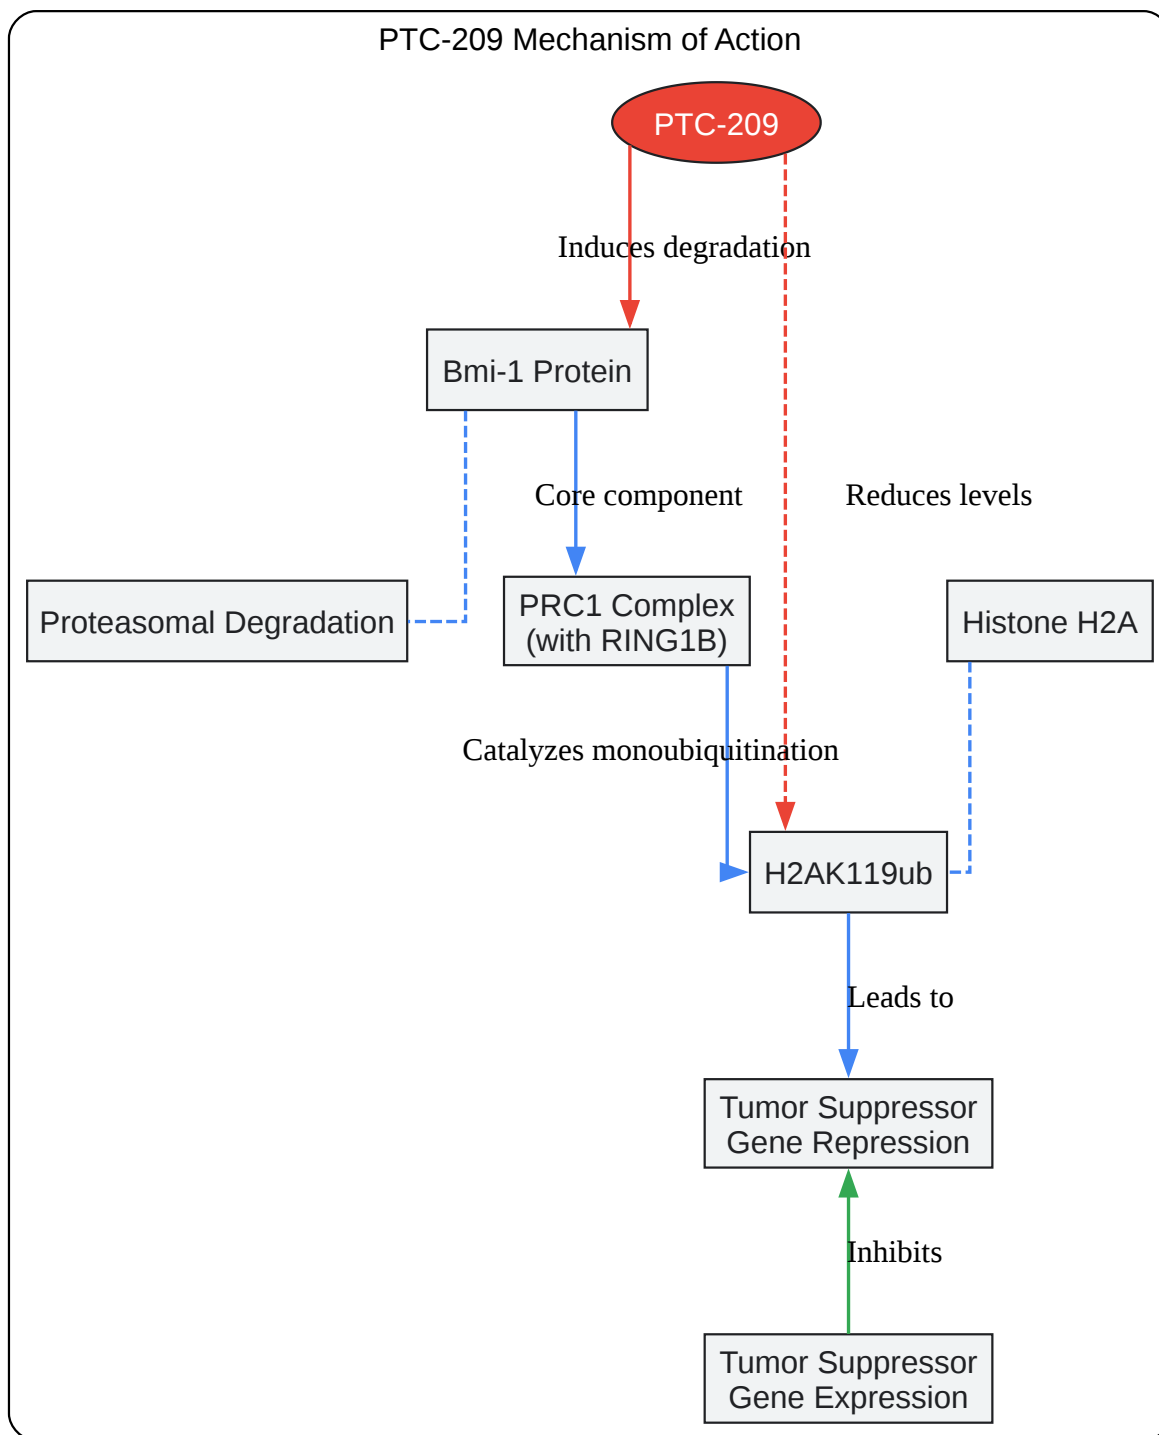 PTC-209 Mechanism of Action
PTC-209
Induces degradation
Bmi-1 Protein
Core component
Reduces levels
Proteasomal Degradation
PRC1 Complex
(with RING1B)
Histone H2A
Catalyzes monoubiquitination
H2AK119ub
Leads to
Tumor Suppressor
Gene Repression
Inhibits
Tumor Suppressor
Gene Expression